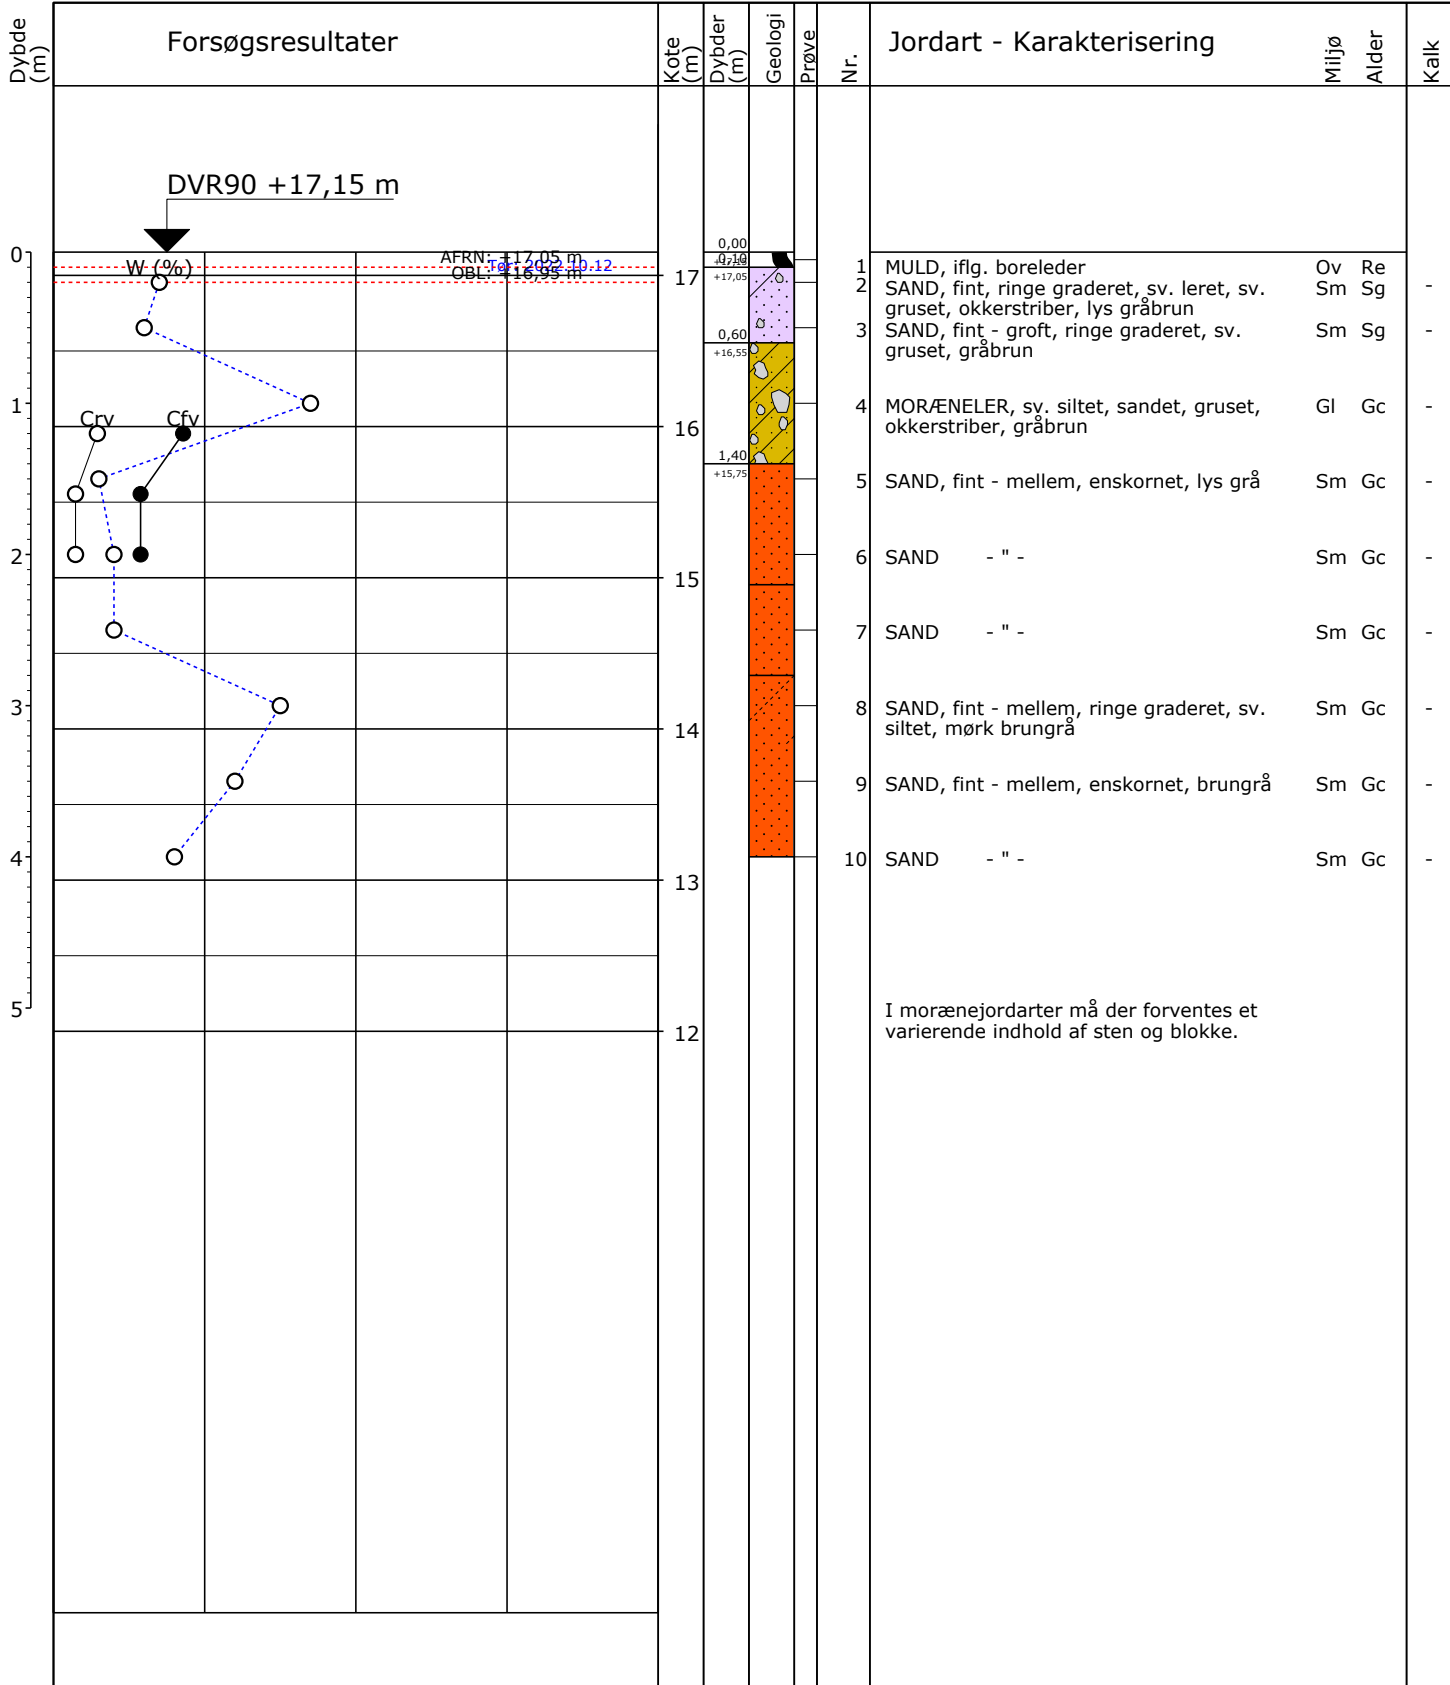 Dybde (m)
Forsøgsresultater
Kote (m)
Dybder (m)
Geologi
Prøve
Nr.
Jordart - Karakterisering
Miljø
Alder
Kalk
DVR90 +17,15 m
0,00
0
W (%)
AFRN: +17,05 m
Tør: 2022.10.12
OBL: +16,95 m
0,10
+17,15
+17,05
17
1 MULD, iflg. boreleder Ov Re
2 SAND, fint, ringe graderet, sv. leret, sv. Sm Sg -
gruset, okkerstriber, lys gråbrun
0,60
+16,55
3 SAND, fint - groft, ringe graderet, sv. Sm Sg -
gruset, gråbrun
1
Crv
Cfv
16
4 MORÆNELER, sv. siltet, sandet, gruset, Gl Gc -
okkerstriber, gråbrun
1,40
+15,75
5 SAND, fint - mellem, enskornet, lys grå Sm Gc -
2
15
6 SAND - " - Sm Gc -
7 SAND - " - Sm Gc -
3
14
8 SAND, fint - mellem, ringe graderet, sv. Sm Gc -
siltet, mørk brungrå
9 SAND, fint - mellem, enskornet, brungrå Sm Gc -
4
13
10 SAND - " - Sm Gc -
5
12
I morænejordarter må der forventes et
varierende indhold af sten og blokke.